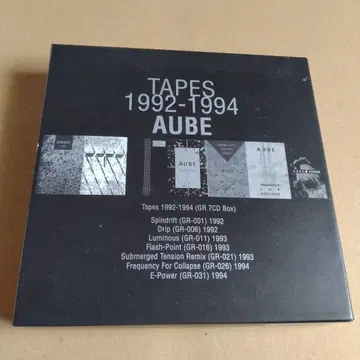 TAPES
1992-1994
AUBE
AUBE
Tapes 1992-1994 (GR 7CD Box)
Spindrift (GR-001) 1992
Drip (GR-006) 1992
Luminous (GR-011) 1993
Flash-Point (GR-016) 1993
Submerged Tension Remix (GR-021) 1993
Frequency For Collapse (GR-026) 1994
E-Power (GR-031) 1994